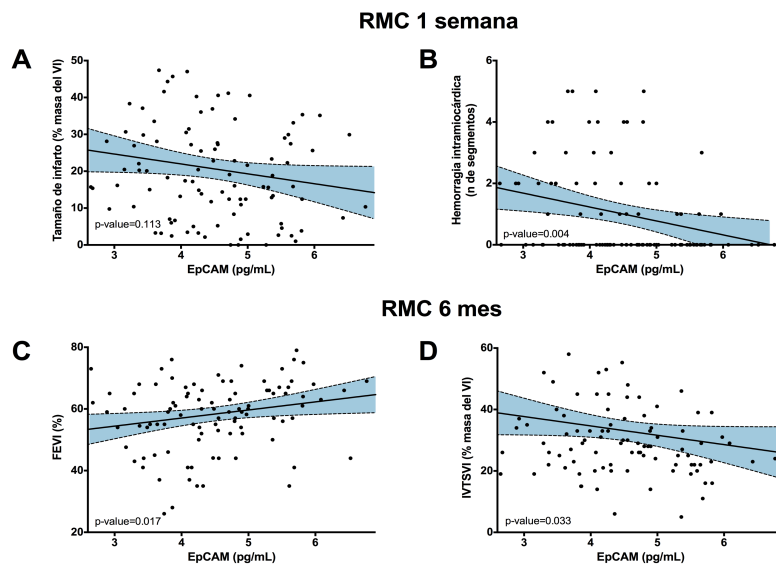 RMC 1 semana
A
B
50
40
30
20
10
0
Tamaño de infarto (% masa del VI)
p-value=0.113
3 4 5 6
EpCAM (pg/mL)
6
4
2
0
Hemorragia intramiocárdica
(n de segmentos)
p-value=0.004
3 4 5 6
EpCAM (pg/mL)
RMC 6 mes
C
D
80
60
40
20
FEVI (%)
p-value=0.017
3 4 5 6
EpCAM (pg/mL)
60
40
20
0
IVTSVI (% masa del VI)
p-value=0.033
3 4 5 6
EpCAM (pg/mL)